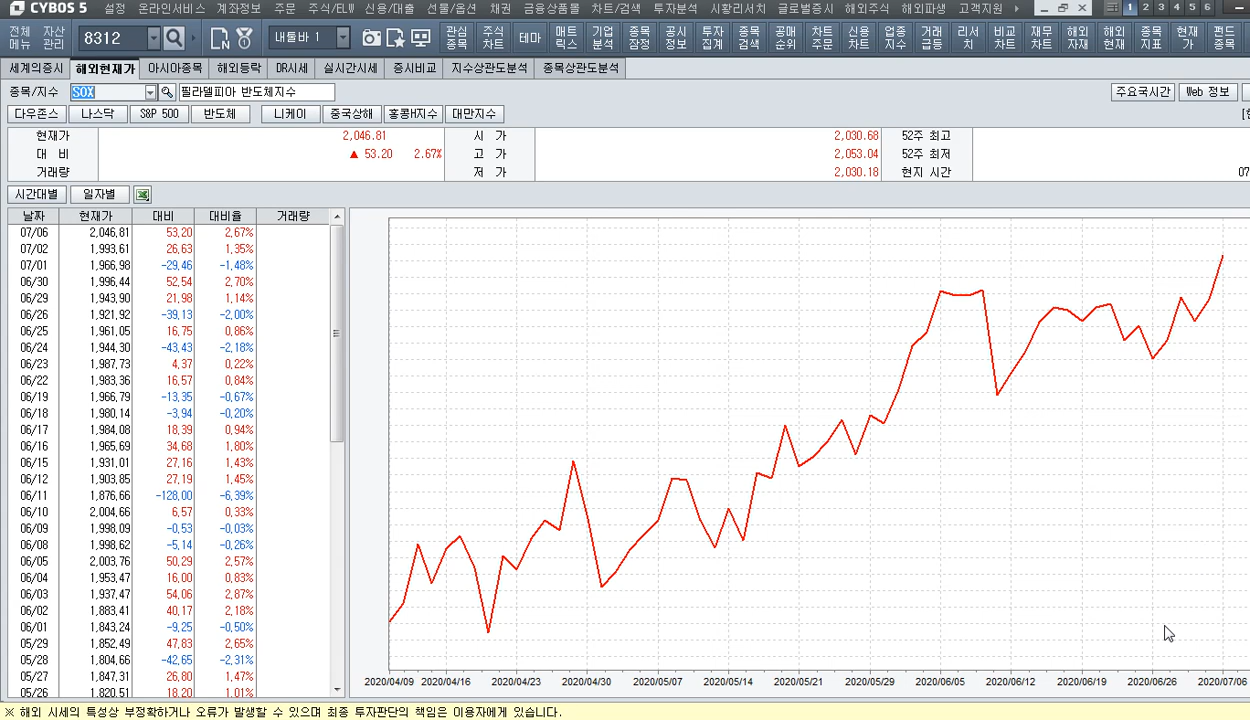 CYBOS 5 설정 온라인서비스 계좌정보 주문 주식/ELW 신용/대출 선물/옵션 채권 금융상품몰 차트/검색 투자분석 시황리서치 글로벌증시 해외주식 해외파생 고객지원 1 2 3 4 5 6
전체메뉴 자산관리 8312 내툴바 1 관심종목 주식차트 테마 매트릭스 기업분석 종목잠정 공시정보 투자집계 종목검색 공매순위 차트주문 신용차트 업종지수 거래급등 리서치 비교차트 재무차트 해외자재 해외현재 종목지표 현재가 펀드종목
세계의증시 해외현재가 아시아종목 해외등락 DR시세 실시간시세 증시비교 지수상관도분석 종목상관도분석
종목/지수 SOX 필라델피아 반도체지수 주요국시간 Web 정보
다우존스 나스닥 S&P 500 반도체 니케이 중국상해 홍콩H지수 대만지수
현재가 2,046.81 시 가 2,030.68 52주 최고
대 비 ▲ 53.20 2.67% 고 가 2,053.04 52주 최저
거래량 저 가 2,030.18 현지 시간 07
시간대별 일자별
날짜 현재가 대비 대비율 거래량
07/06 2,046.81 53.20 2.67%
07/02 1,993.61 26.63 1.35%
07/01 1,966.98 -29.46 -1.48%
06/30 1,996.44 52.54 2.70%
06/29 1,943.90 21.98 1.14%
06/26 1,921.92 -39.13 -2.00%
06/25 1,961.05 16.75 0.86%
06/24 1,944.30 -43.43 -2.18%
06/23 1,987.73 4.37 0.22%
06/22 1,983.36 16.57 0.84%
06/19 1,966.79 -13.35 -0.67%
06/18 1,980.14 -3.94 -0.20%
06/17 1,984.08 18.39 0.94%
06/16 1,965.69 34.68 1.80%
06/15 1,931.01 27.16 1.43%
06/12 1,903.85 27.19 1.45%
06/11 1,876.66 -128.00 -6.39%
06/10 2,004.66 6.57 0.33%
06/09 1,998.09 -0.53 -0.03%
06/08 1,998.62 -5.14 -0.26%
06/05 2,003.76 50.29 2.57%
06/04 1,953.47 16.00 0.83%
06/03 1,937.47 54.06 2.87%
06/02 1,883.41 40.17 2.18%
06/01 1,843.24 -9.25 -0.50%
05/29 1,852.49 47.83 2.65%
05/28 1,804.66 -42.65 -2.31%
05/27 1,847.31 26.80 1.47%
05/26 1,820.51 18.20 1.01%
2020/04/09 2020/04/16 2020/04/23 2020/04/30 2020/05/07 2020/05/14 2020/05/21 2020/05/29 2020/06/05 2020/06/12 2020/06/19 2020/06/26 2020/07/06
※ 해외 시세의 특성상 부정확하거나 오류가 발생할 수 있으며 최종 투자판단의 책임은 이용자에게 있습니다.